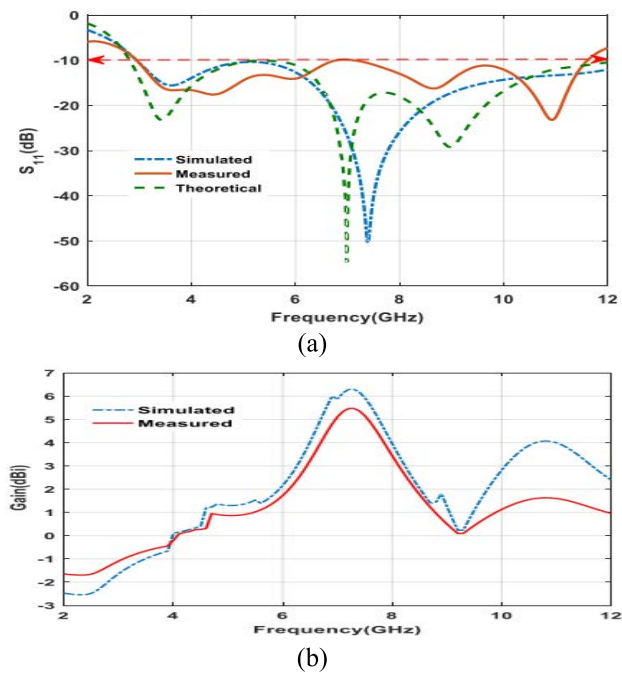 0
-10
-20
-30
-40
-50
-60
S11(dB)
Simulated
Measured
Theoretical
2 4 6 8 10 12
Frequency(GHz)
(a)
7
6
5
4
3
2
1
0
-1
-2
-3
Gain(dBi)
Simulated
Measured
2 4 6 8 10 12
Frequency(GHz)
(b)